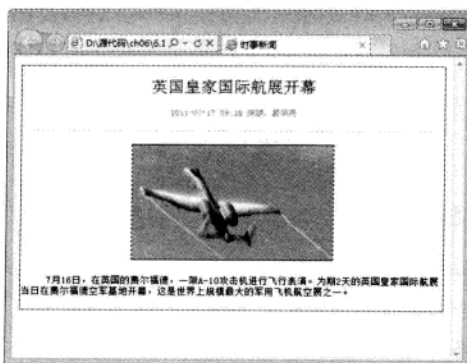 D:\源代码\ch06\6.1
时事新闻
英国皇家国际航展开幕
7月16日，在英国的费尔福德，一架A-10攻击机进行飞行表演。为期2天的英国皇家国际航展
当日在费尔福德空军基地开幕，这是世界上规模最大的军用飞机航空展之一。